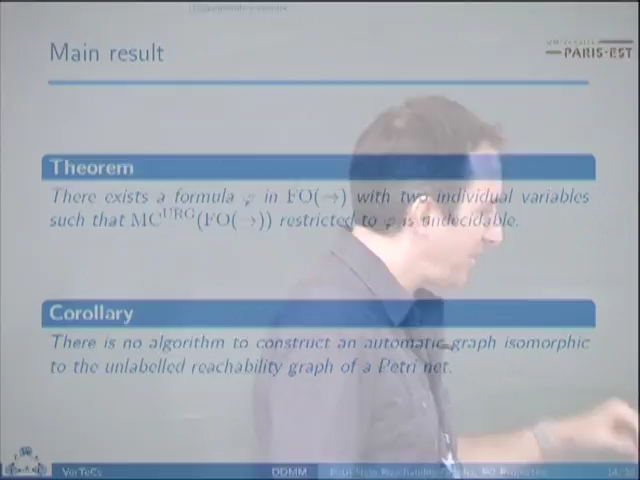 Main result
PARIS-EST
Theorem
There exists a formula φ in FO(→) with two individual variables
such that MC^URG(FO(→)) restricted to φ is undecidable.
Corollary
There is no algorithm to construct an automatic graph isomorphic
to the unlabelled reachability graph of a Petri net.
VerTeCs
DDMM